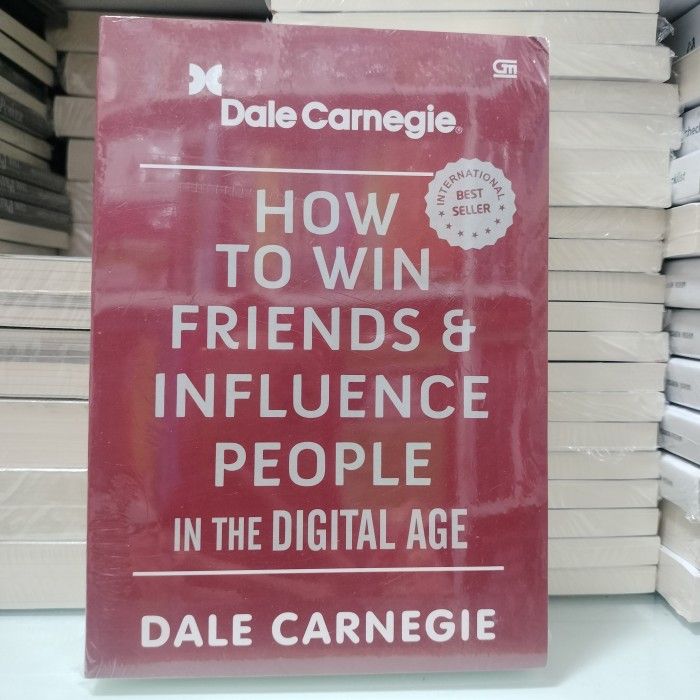 GM
Dale Carnegie®
INTERNATIONAL
BEST
SELLER
HOW
TO WIN
FRIENDS &
INFLUENCE
PEOPLE
IN THE DIGITAL AGE
DALE CARNEGIE